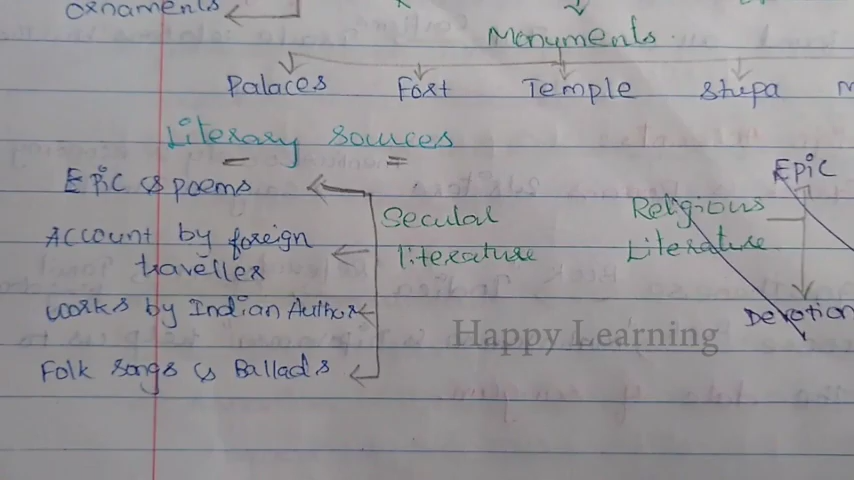 ornaments
Monuments
Palaces Fort Temple Stupa
Literary sources
Epic & poems
Account by foreign
traveller
works by Indian Author
Folk songs & Ballads
Secular
literature
Religious
Literature
Epic
Devotion
Happy Learning